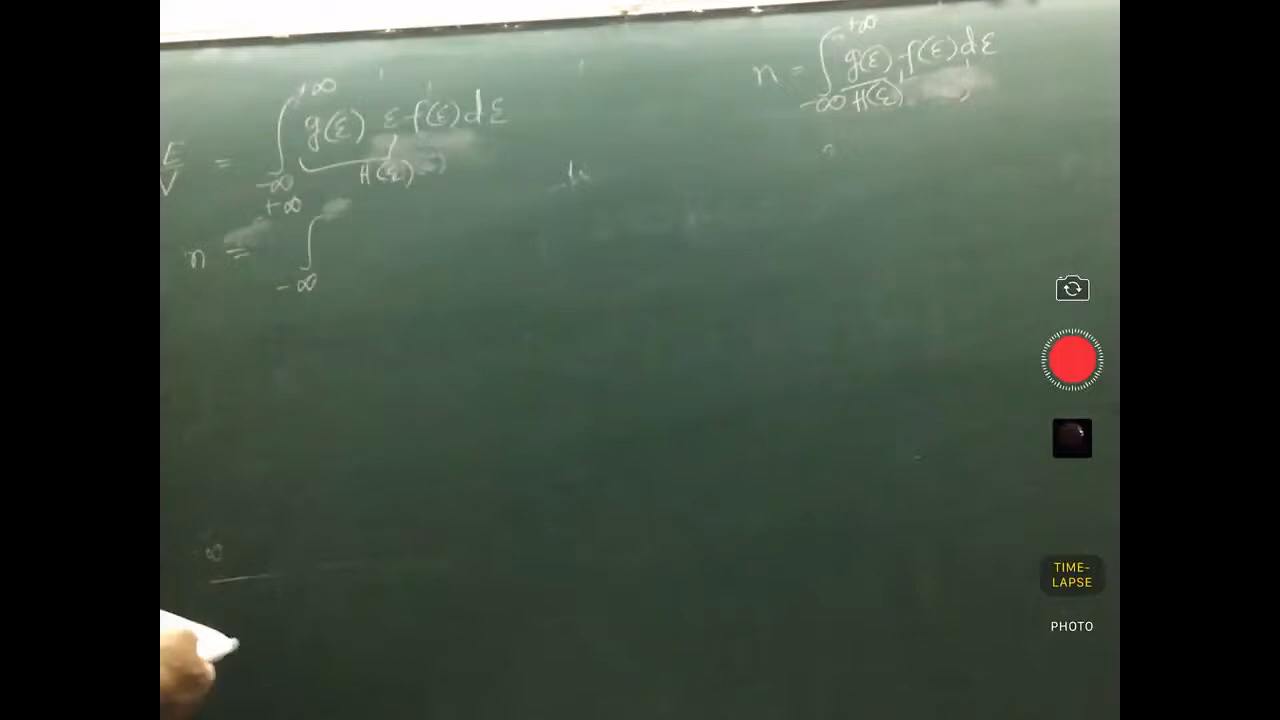 E/V = ∫_{-∞}^{+∞} g(ε) ε f(ε) dε
H(ε)
n = ∫_{-∞}^{+∞}
n = ∫_{-∞}^{+∞} g(ε) f(ε) dε
H(ε)
∞
TIME-
LAPSE
PHOTO